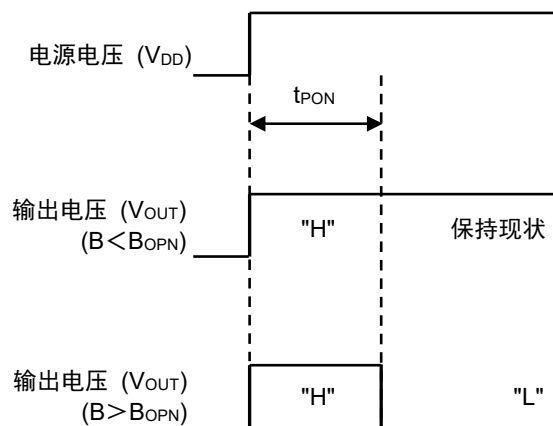 电源电压 (VDD)
tPON
输出电压 (VOUT)
(B＜BOPN)
"H"
保持现状
输出电压 (VOUT)
(B＞BOPN)
"H"
"L"